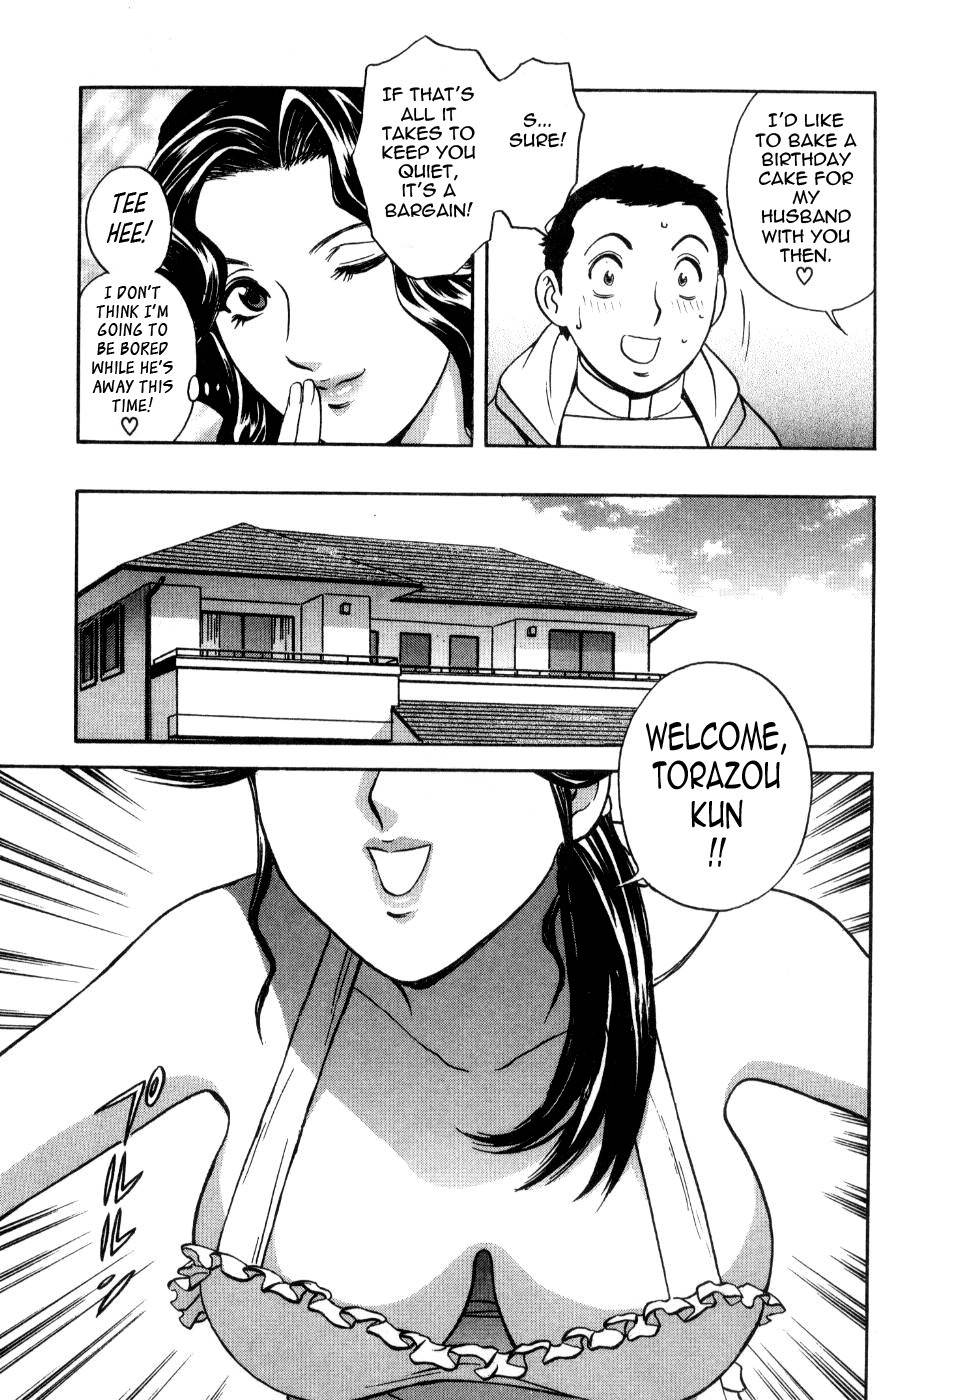 I'D LIKE
TO BAKE A
BIRTHDAY
CAKE FOR
MY
HUSBAND
WITH YOU
THEN.
♡
S...
SURE!
IF THAT'S
ALL IT
TAKES TO
KEEP YOU
QUIET,
IT'S A
BARGAIN!
TEE
HEE!
I DON'T
THINK I'M
GOING TO
BE BORED
WHILE HE'S
AWAY THIS
TIME!
♡
WELCOME,
TORAZOU
KUN
!!
プルルン